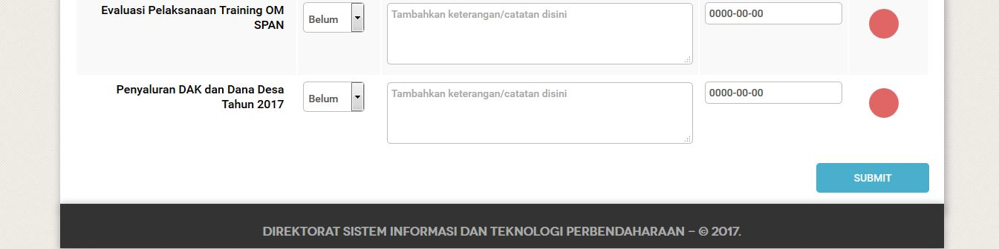 Evaluasi Pelaksanaan Training OM
SPAN
Belum
Tambahkan keterangan/catatan disini
0000-00-00
Penyaluran DAK dan Dana Desa
Tahun 2017
Belum
Tambahkan keterangan/catatan disini
0000-00-00
SUBMIT
DIREKTORAT SISTEM INFORMASI DAN TEKNOLOGI PERBENDAHARAAN – © 2017.